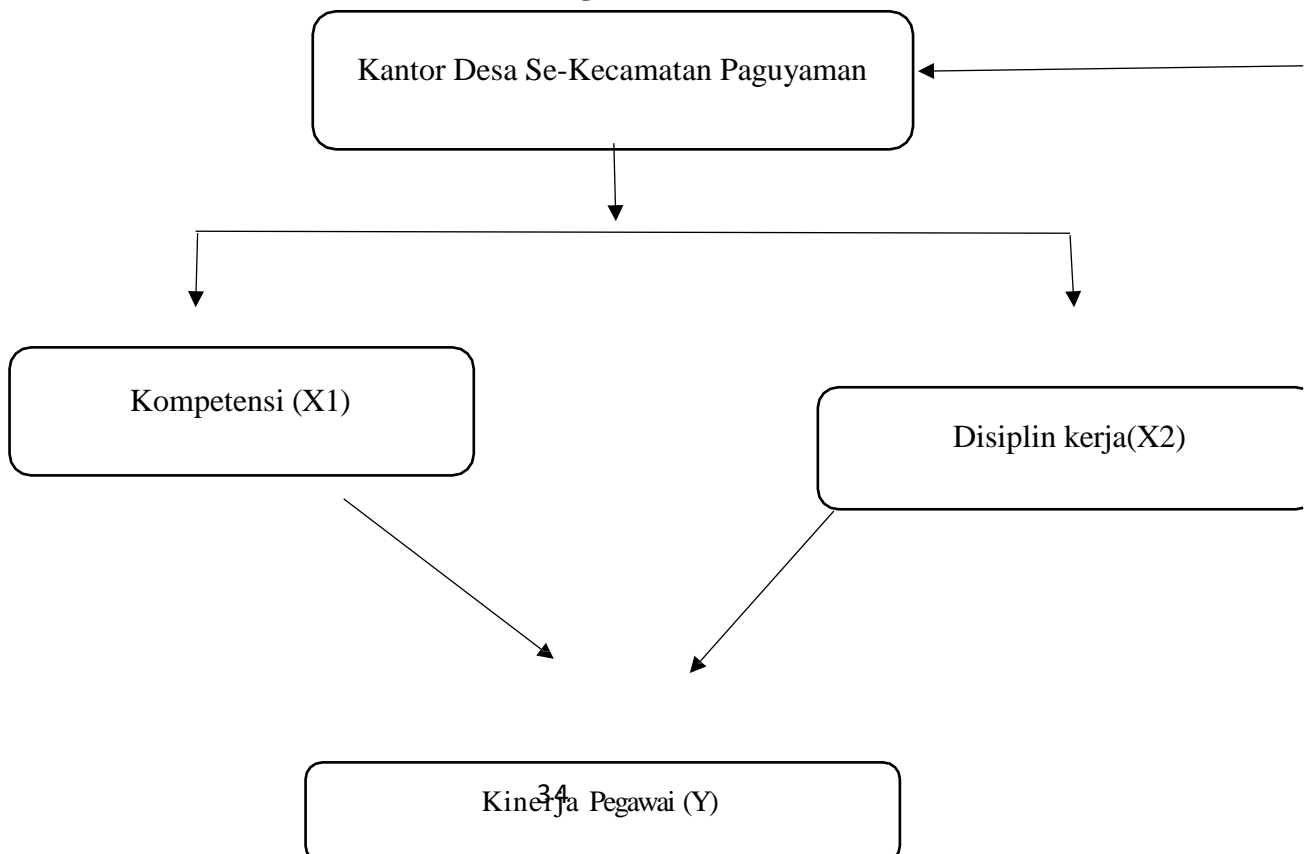 Kantor Desa Se-Kecamatan Paguyaman
Kompetensi (X1)
Disiplin kerja(X2)
Kinerja Pegawai (Y)
34